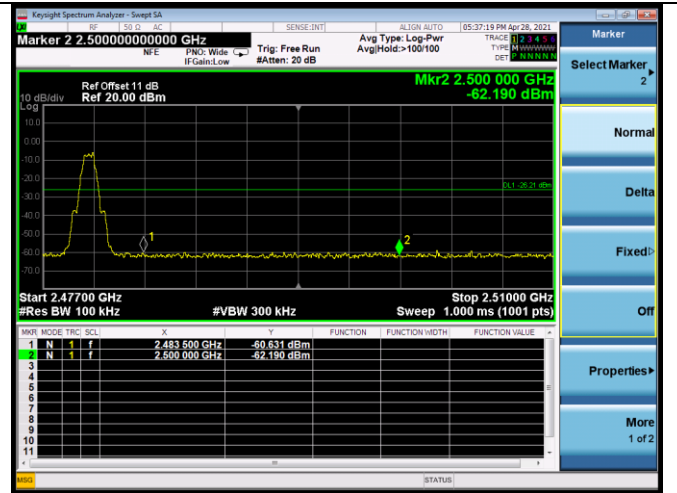 Keysight Spectrum Analyzer - Swept SA
RF 50 Ω AC SENSE:INT ALIGN AUTO 05:37:19 PM Apr 28, 2021
Marker 2 2.500000000000 GHz
NFE
PNO: Wide
IFGain:Low
Trig: Free Run
#Atten: 20 dB
Avg Type: Log-Pwr
Avg|Hold:>100/100
TRACE 1 2 3 4 5 6
TYPE M WWWWW
DET P N N N N N
Ref Offset 11 dB
10 dB/div Ref 20.00 dBm
Log
Mkr2 2.500 000 GHz
-62.190 dBm
10.0
0.00
-10.0
-20.0
-30.0
-40.0
-50.0
-60.0
-70.0
DL1 -26.21 dBm
1
2
Start 2.47700 GHz Stop 2.51000 GHz
#Res BW 100 kHz #VBW 300 kHz Sweep 1.000 ms (1001 pts)
MKR MODE TRC SCL X Y FUNCTION FUNCTION WIDTH FUNCTION VALUE
1 N 1 f 2.483 500 GHz -60.631 dBm
2 N 1 f 2.500 000 GHz -62.190 dBm
3
4
5
6
7
8
9
10
11
MSG STATUS
Marker
Select Marker
2
Normal
Delta
Fixed
Off
Properties
More
1 of 2